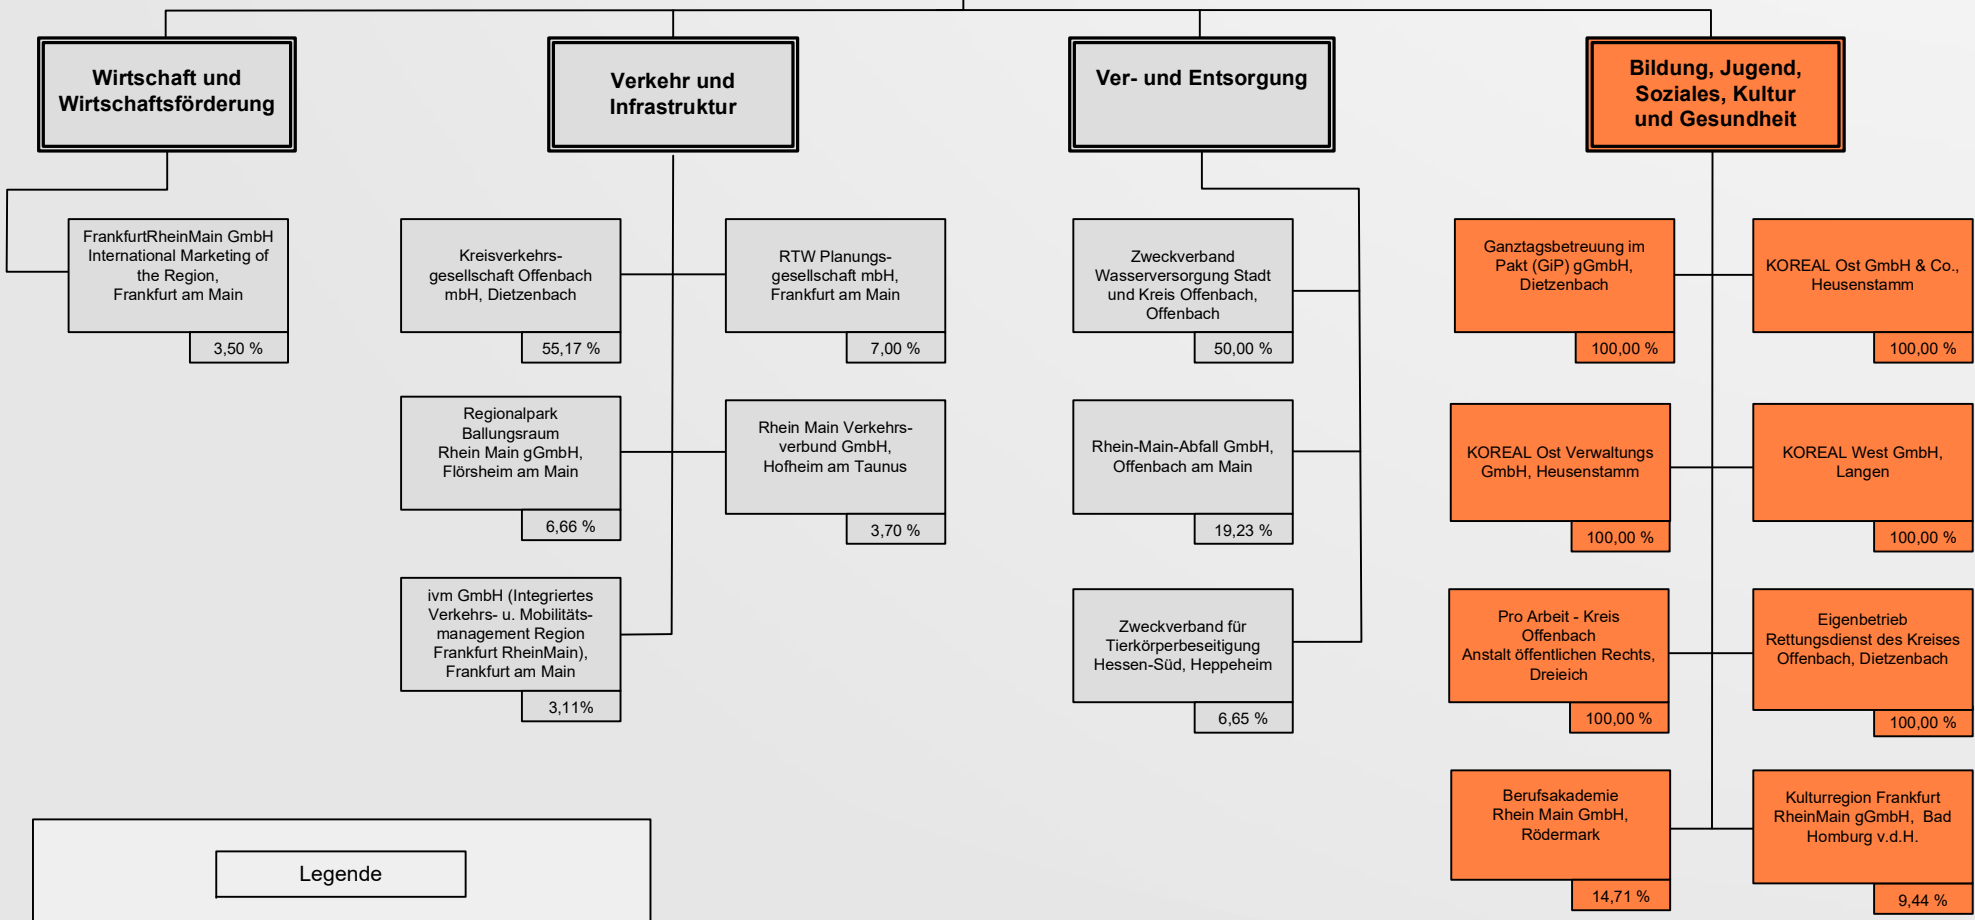 Wirtschaft und
Wirtschaftsförderung
FrankfurtRheinMain GmbH
International Marketing of
the Region,
Frankfurt am Main
3,50 %
Verkehr und
Infrastruktur
Kreisverkehrs-
gesellschaft Offenbach
mbH, Dietzenbach
55,17 %
RTW Planungs-
gesellschaft mbH,
Frankfurt am Main
7,00 %
Regionalpark
Ballungsraum
Rhein Main gGmbH,
Flörsheim am Main
6,66 %
Rhein Main Verkehrs-
verbund GmbH,
Hofheim am Taunus
3,70 %
ivm GmbH (Integriertes
Verkehrs- u. Mobilitäts-
management Region
Frankfurt RheinMain),
Frankfurt am Main
3,11%
Ver- und Entsorgung
Zweckverband
Wasserversorgung Stadt
und Kreis Offenbach,
Offenbach
50,00 %
Rhein-Main-Abfall GmbH,
Offenbach am Main
19,23 %
Zweckverband für
Tierkörperbeseitigung
Hessen-Süd, Heppeheim
6,65 %
Bildung, Jugend,
Soziales, Kultur
und Gesundheit
Ganztagsbetreuung im
Pakt (GiP) gGmbH,
Dietzenbach
100,00 %
KOREAL Ost GmbH & Co.,
Heusenstamm
100,00 %
KOREAL Ost Verwaltungs
GmbH, Heusenstamm
100,00 %
KOREAL West GmbH,
Langen
100,00 %
Pro Arbeit - Kreis
Offenbach
Anstalt öffentlichen Rechts,
Dreieich
100,00 %
Eigenbetrieb
Rettungsdienst des Kreises
Offenbach, Dietzenbach
100,00 %
Berufsakademie
Rhein Main GmbH,
Rödermark
14,71 %
Kulturregion Frankfurt
RheinMain gGmbH, Bad
Homburg v.d.H.
9,44 %
Legende